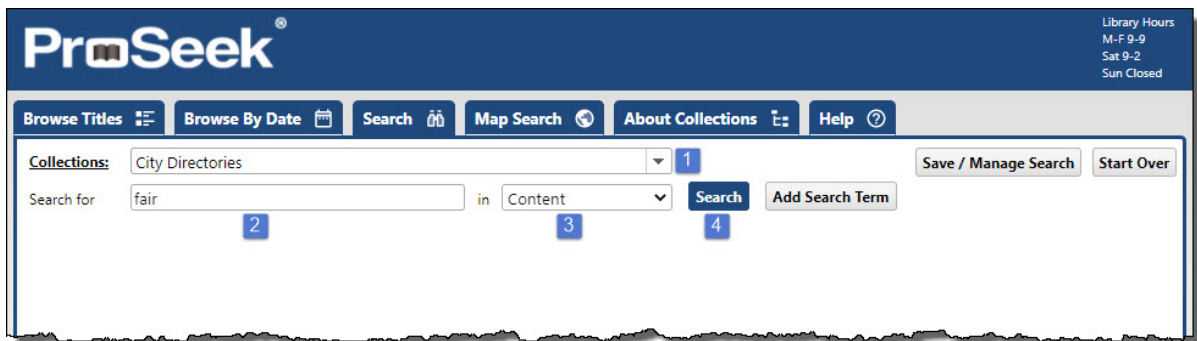 ProSeek®
Library Hours
M-F 9-9
Sat 9-2
Sun Closed
Browse Titles Browse By Date Search Map Search About Collections Help ?
Collections: City Directories 1 Save / Manage Search Start Over
Search for fair in Content Search Add Search Term
2 3 4